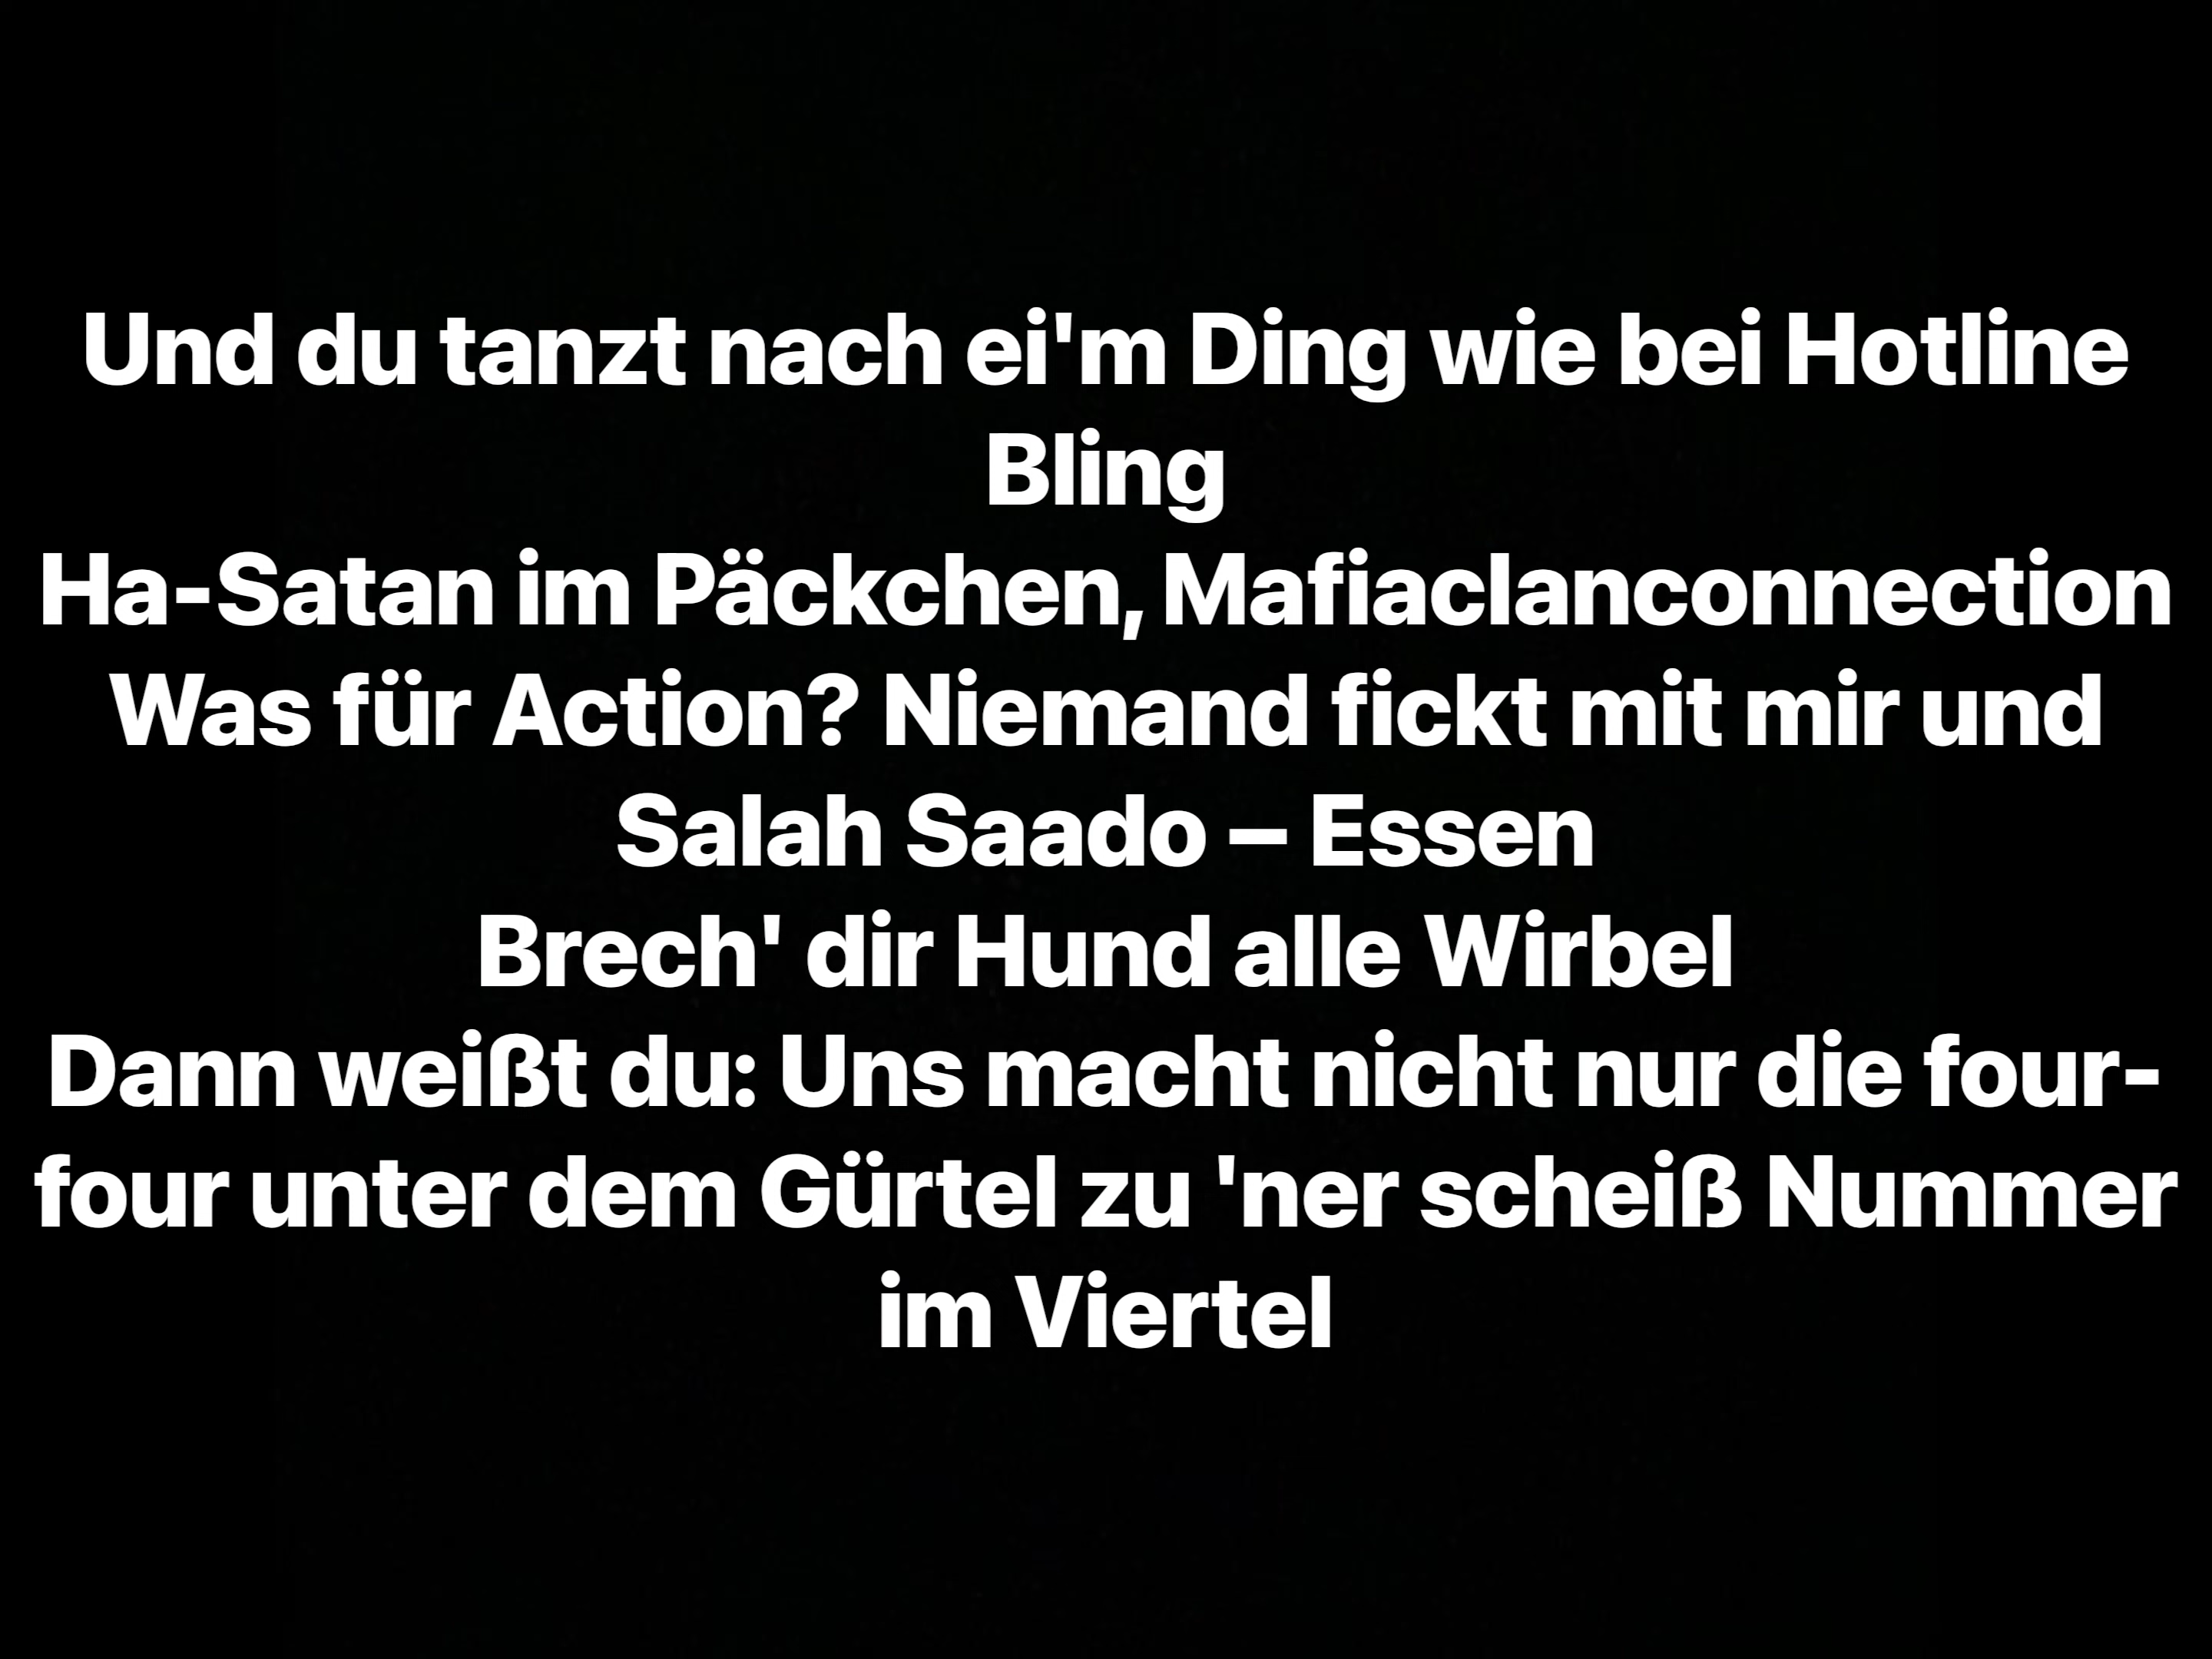 Und du tanzt nach ei'm Ding wie bei Hotline
Bling
Ha-Satan im Päckchen, Mafiaclanconnection
Was für Action? Niemand fickt mit mir und
Salah Saado – Essen
Brech' dir Hund alle Wirbel
Dann weißt du: Uns macht nicht nur die four-
four unter dem Gürtel zu 'ner scheiß Nummer
im Viertel